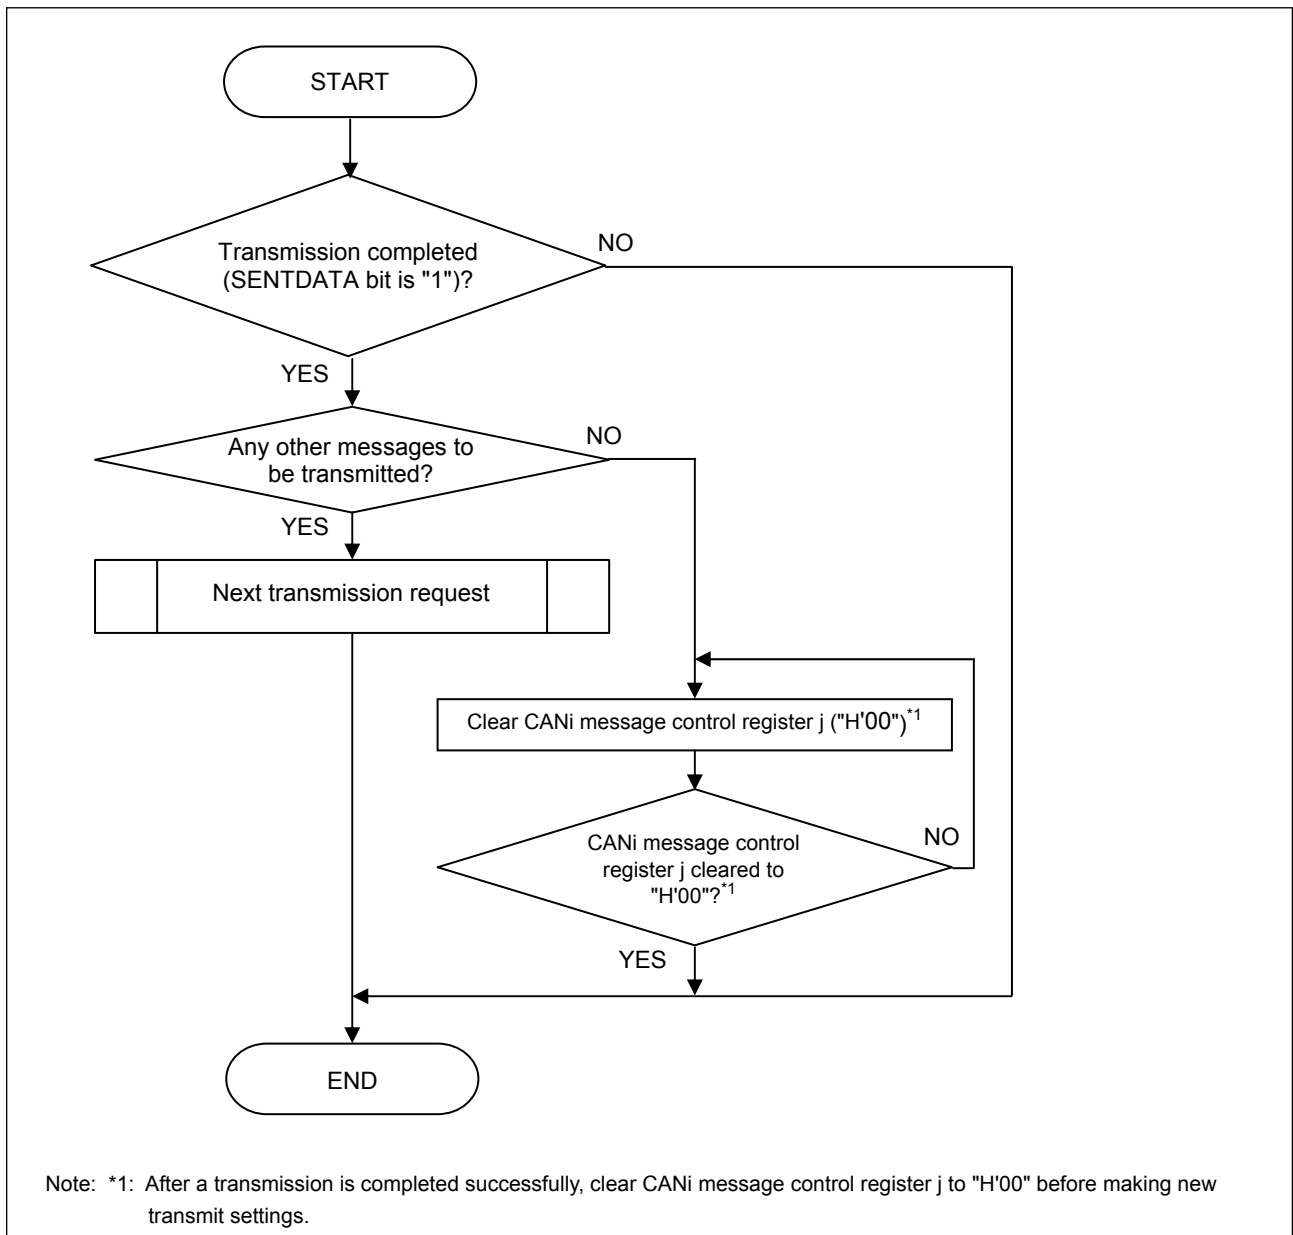 START
Transmission completed
(SENTDATA bit is "1")?
NO
YES
Any other messages to
be transmitted?
NO
YES
Next transmission request
Clear CANi message control register j ("H'00")*1
CANi message control
register j cleared to
"H'00"?*1
NO
YES
END
Note: *1: After a transmission is completed successfully, clear CANi message control register j to "H'00" before making new
transmit settings.